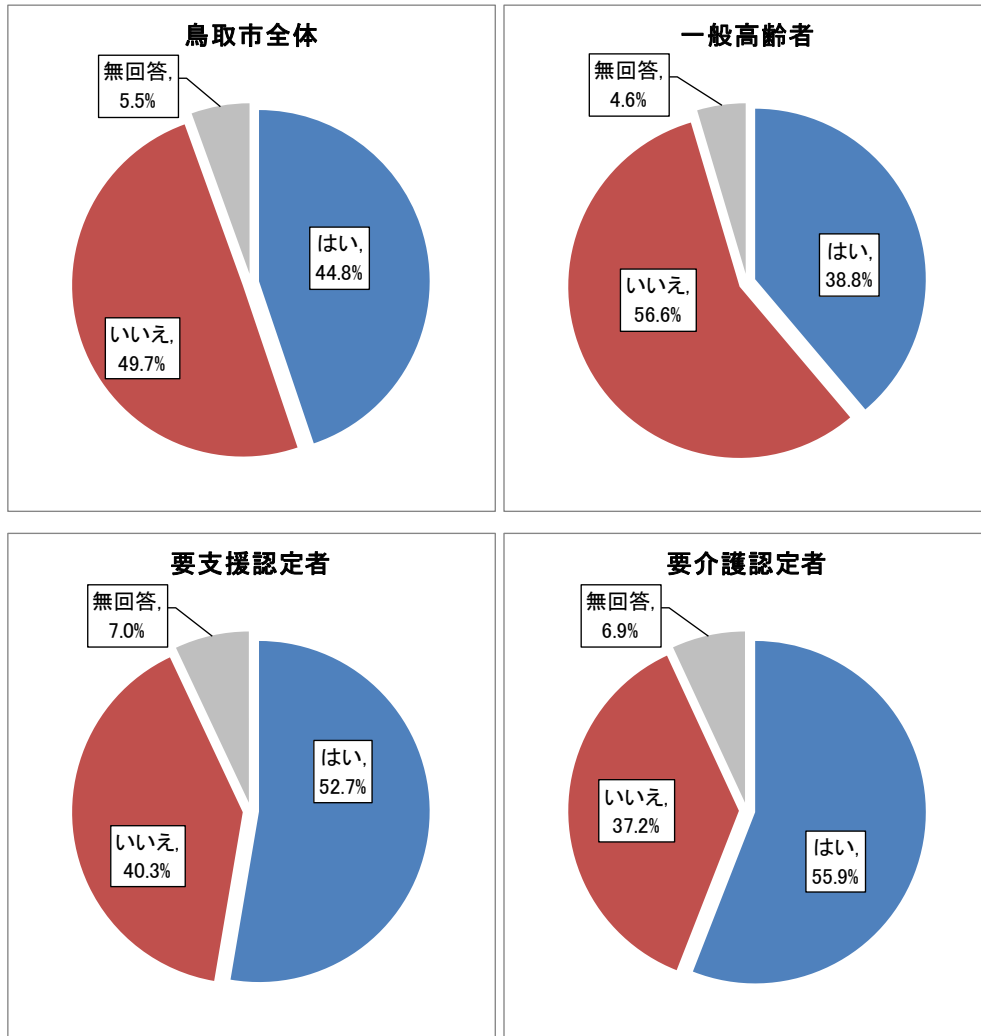 鳥取市全体
無回答,
5.5%
はい,
44.8%
いいえ,
49.7%
一般高齢者
無回答,
4.6%
はい,
38.8%
いいえ,
56.6%
要支援認定者
無回答,
7.0%
はい,
52.7%
いいえ,
40.3%
要介護認定者
無回答,
6.9%
いいえ,
37.2%
はい,
55.9%